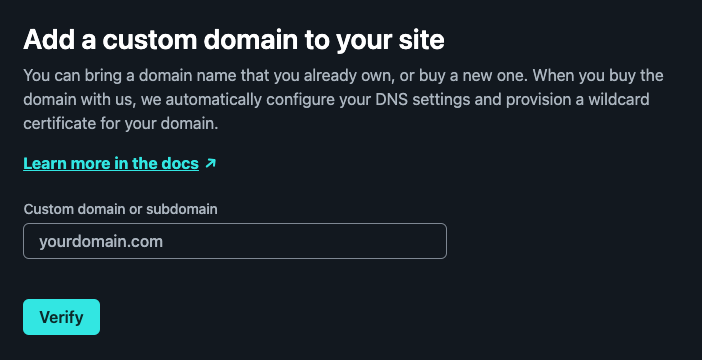 Add a custom domain to your site
You can bring a domain name that you already own, or buy a new one. When you buy the
domain with us, we automatically configure your DNS settings and provision a wildcard
certificate for your domain.
Learn more in the docs ↗
Custom domain or subdomain
yourdomain.com
Verify